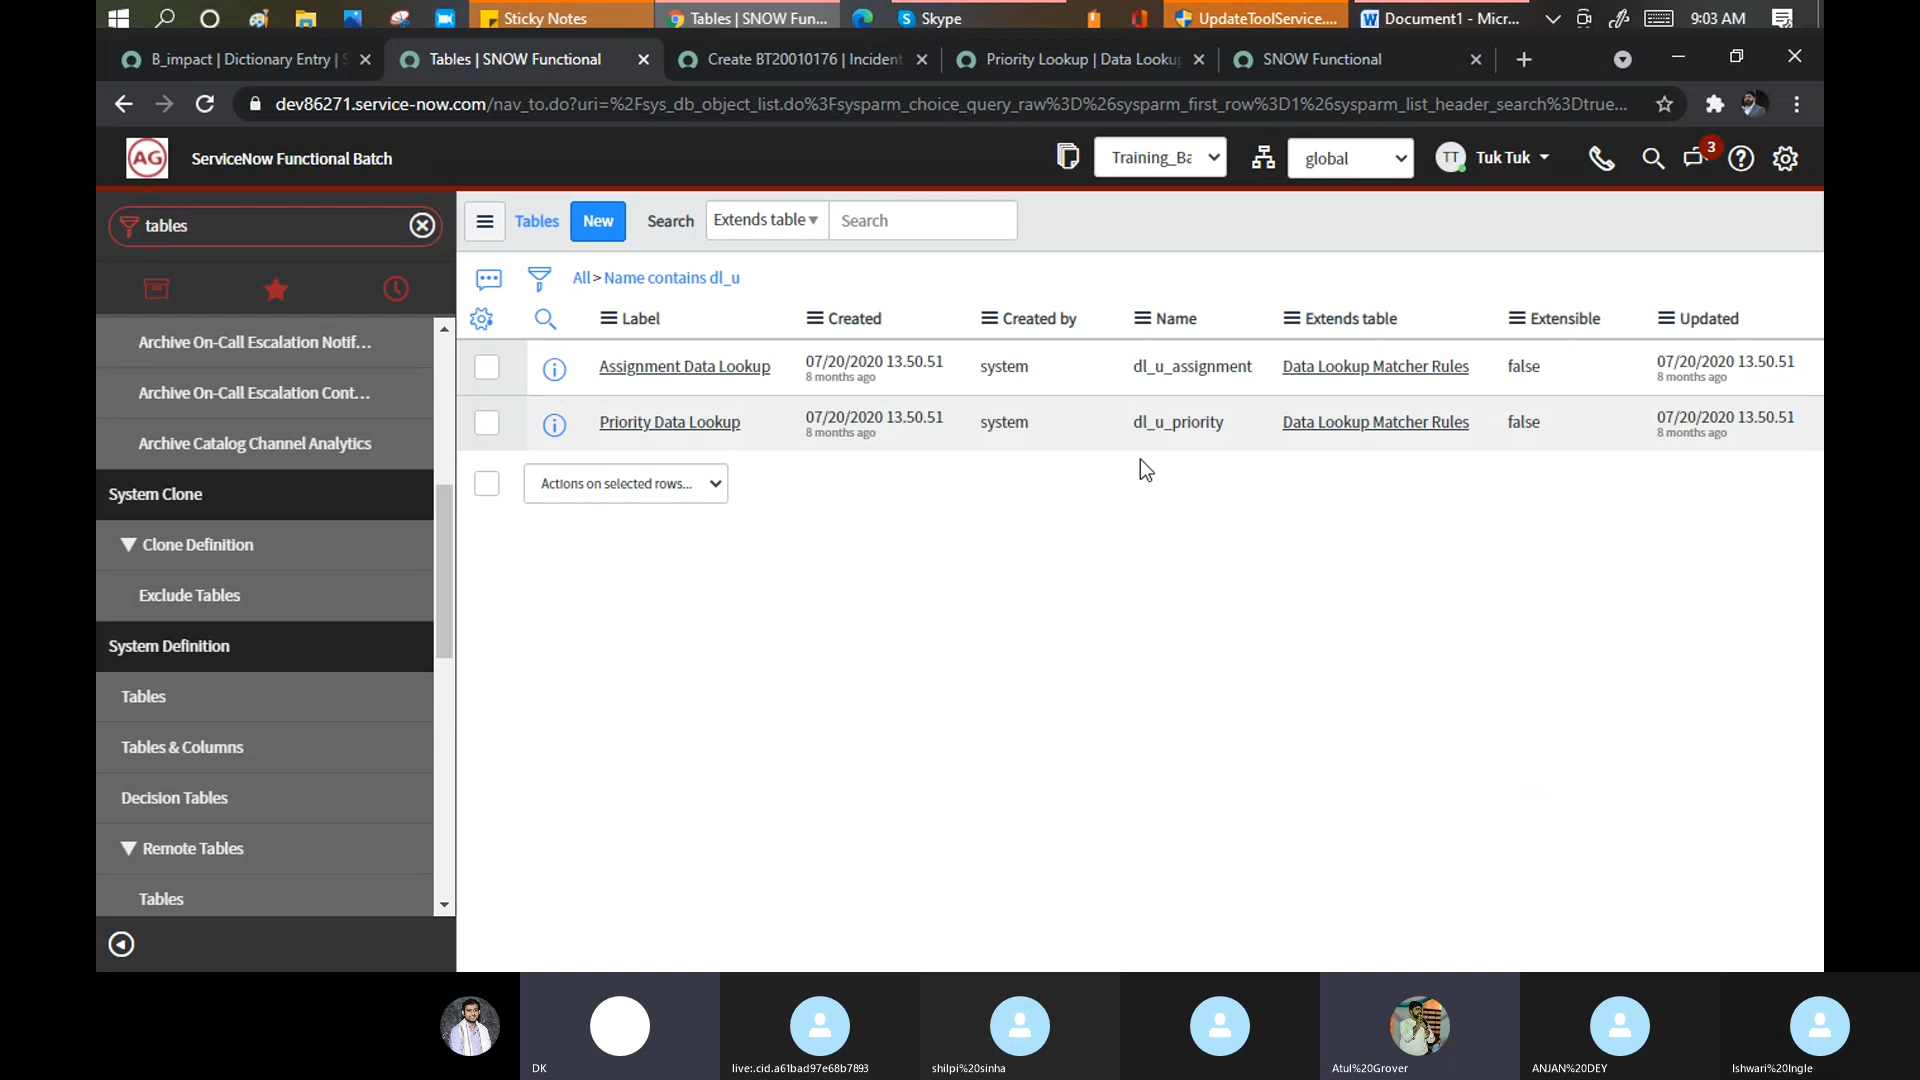 Sticky Notes
Tables | SNOW Fun...
Skype
UpdateToolService....
Document1 - Micr...
9:03 AM
B_impact | Dictionary Entry | S
Tables | SNOW Functional
Create BT20010176 | Incident
Priority Lookup | Data Looku
SNOW Functional
dev86271.service-now.com/nav_to.do?uri=%2Fsys_db_object_list.do%3Fsysparm_choice_query_raw%3D%26sysparm_first_row%3D1%26sysparm_list_header_search%3Dtrue...
AG
ServiceNow Functional Batch
Training_Ba
global
TT
Tuk Tuk
3
tables
Tables
New
Search
Extends table
Search
All > Name contains dl_u
Label
Created
Created by
Name
Extends table
Extensible
Updated
Assignment Data Lookup
07/20/2020 13.50.51
8 months ago
system
dl_u_assignment
Data Lookup Matcher Rules
false
07/20/2020 13.50.51
8 months ago
Priority Data Lookup
07/20/2020 13.50.51
8 months ago
system
dl_u_priority
Data Lookup Matcher Rules
false
07/20/2020 13.50.51
8 months ago
Actions on selected rows...
Archive On-Call Escalation Notif...
Archive On-Call Escalation Cont...
Archive Catalog Channel Analytics
System Clone
Clone Definition
Exclude Tables
System Definition
Tables
Tables & Columns
Decision Tables
Remote Tables
Tables
DK
live:.cid.a61bad97e68b7893
shilpi%20sinha
Atul%20Grover
ANJAN%20DEY
Ishwari%20Ingle